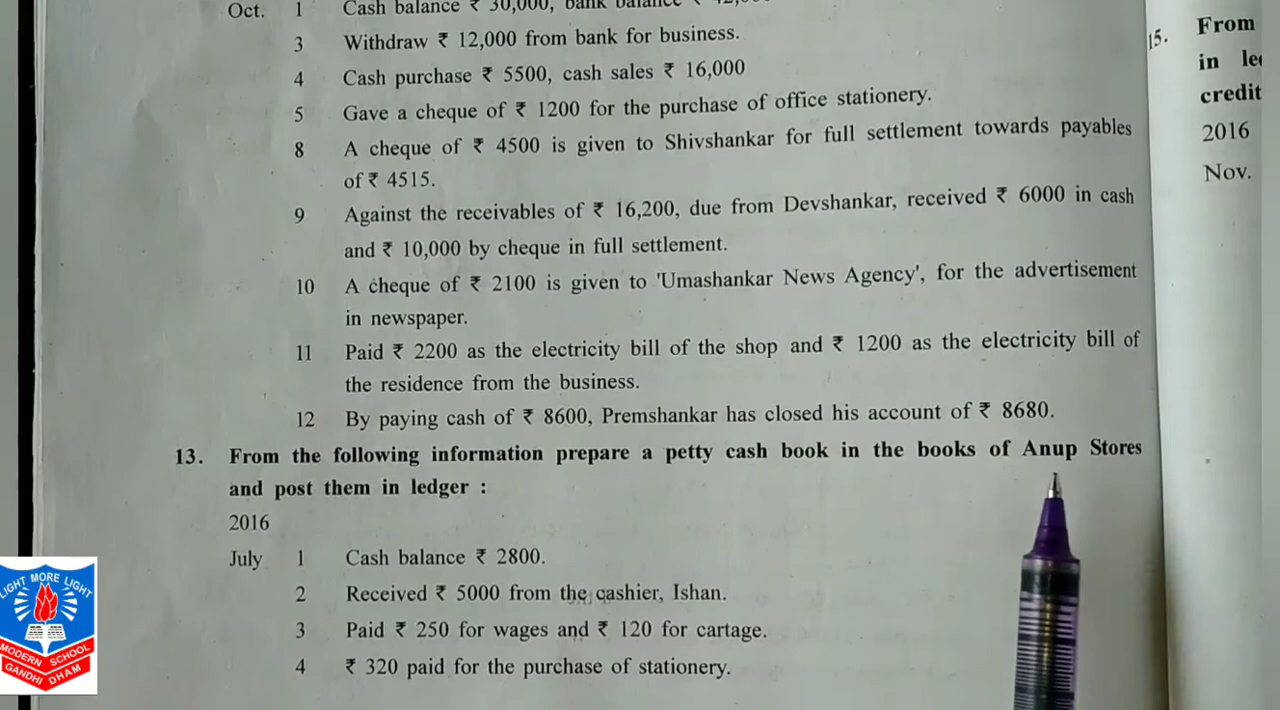 Oct. 1 Cash balance ₹ 30,000, bank balance ₹
3 Withdraw ₹ 12,000 from bank for business.
4 Cash purchase ₹ 5500, cash sales ₹ 16,000
5 Gave a cheque of ₹ 1200 for the purchase of office stationery.
8 A cheque of ₹ 4500 is given to Shivshankar for full settlement towards payables
of ₹ 4515.
9 Against the receivables of ₹ 16,200, due from Devshankar, received ₹ 6000 in cash
and ₹ 10,000 by cheque in full settlement.
10 A cheque of ₹ 2100 is given to 'Umashankar News Agency', for the advertisement
in newspaper.
11 Paid ₹ 2200 as the electricity bill of the shop and ₹ 1200 as the electricity bill of
the residence from the business.
12 By paying cash of ₹ 8600, Premshankar has closed his account of ₹ 8680.
13. From the following information prepare a petty cash book in the books of Anup Stores
and post them in ledger :
2016
July 1 Cash balance ₹ 2800.
2 Received ₹ 5000 from the cashier, Ishan.
3 Paid ₹ 250 for wages and ₹ 120 for cartage.
4 ₹ 320 paid for the purchase of stationery.
15. From
in
credit
2016
Nov.
LIGHT MORE LIGHT
MODERN SCHOOL
GANDHI DHAM